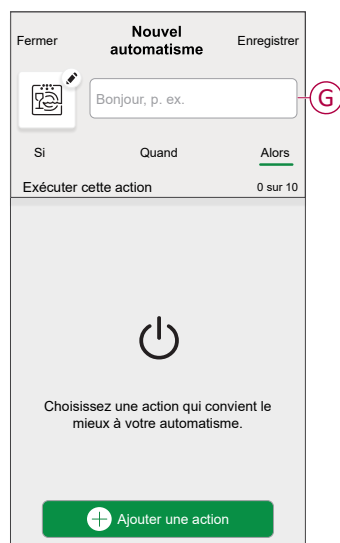 Fermer
Nouvel
automatisme
Enregistrer
Bonjour, p. ex.
G
Si
Quand
Alors
Exécuter cette action
0 sur 10
Choisissez une action qui convient le
mieux à votre automatisme.
Ajouter une action